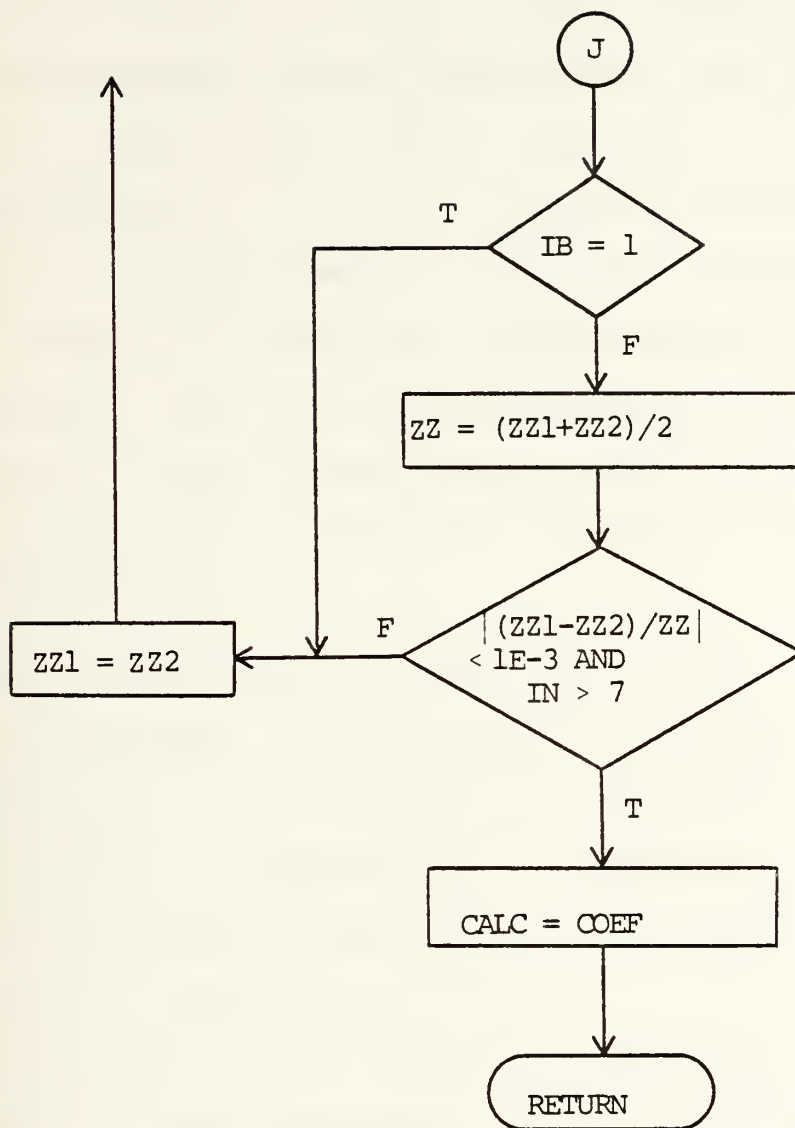 J
T
IB = 1
F
ZZ = (ZZ1+ZZ2)/2
F
|(ZZ1-ZZ2)/ZZ|
< 1E-3 AND
IN > 7
ZZ1 = ZZ2
T
CALC = COEF
RETURN